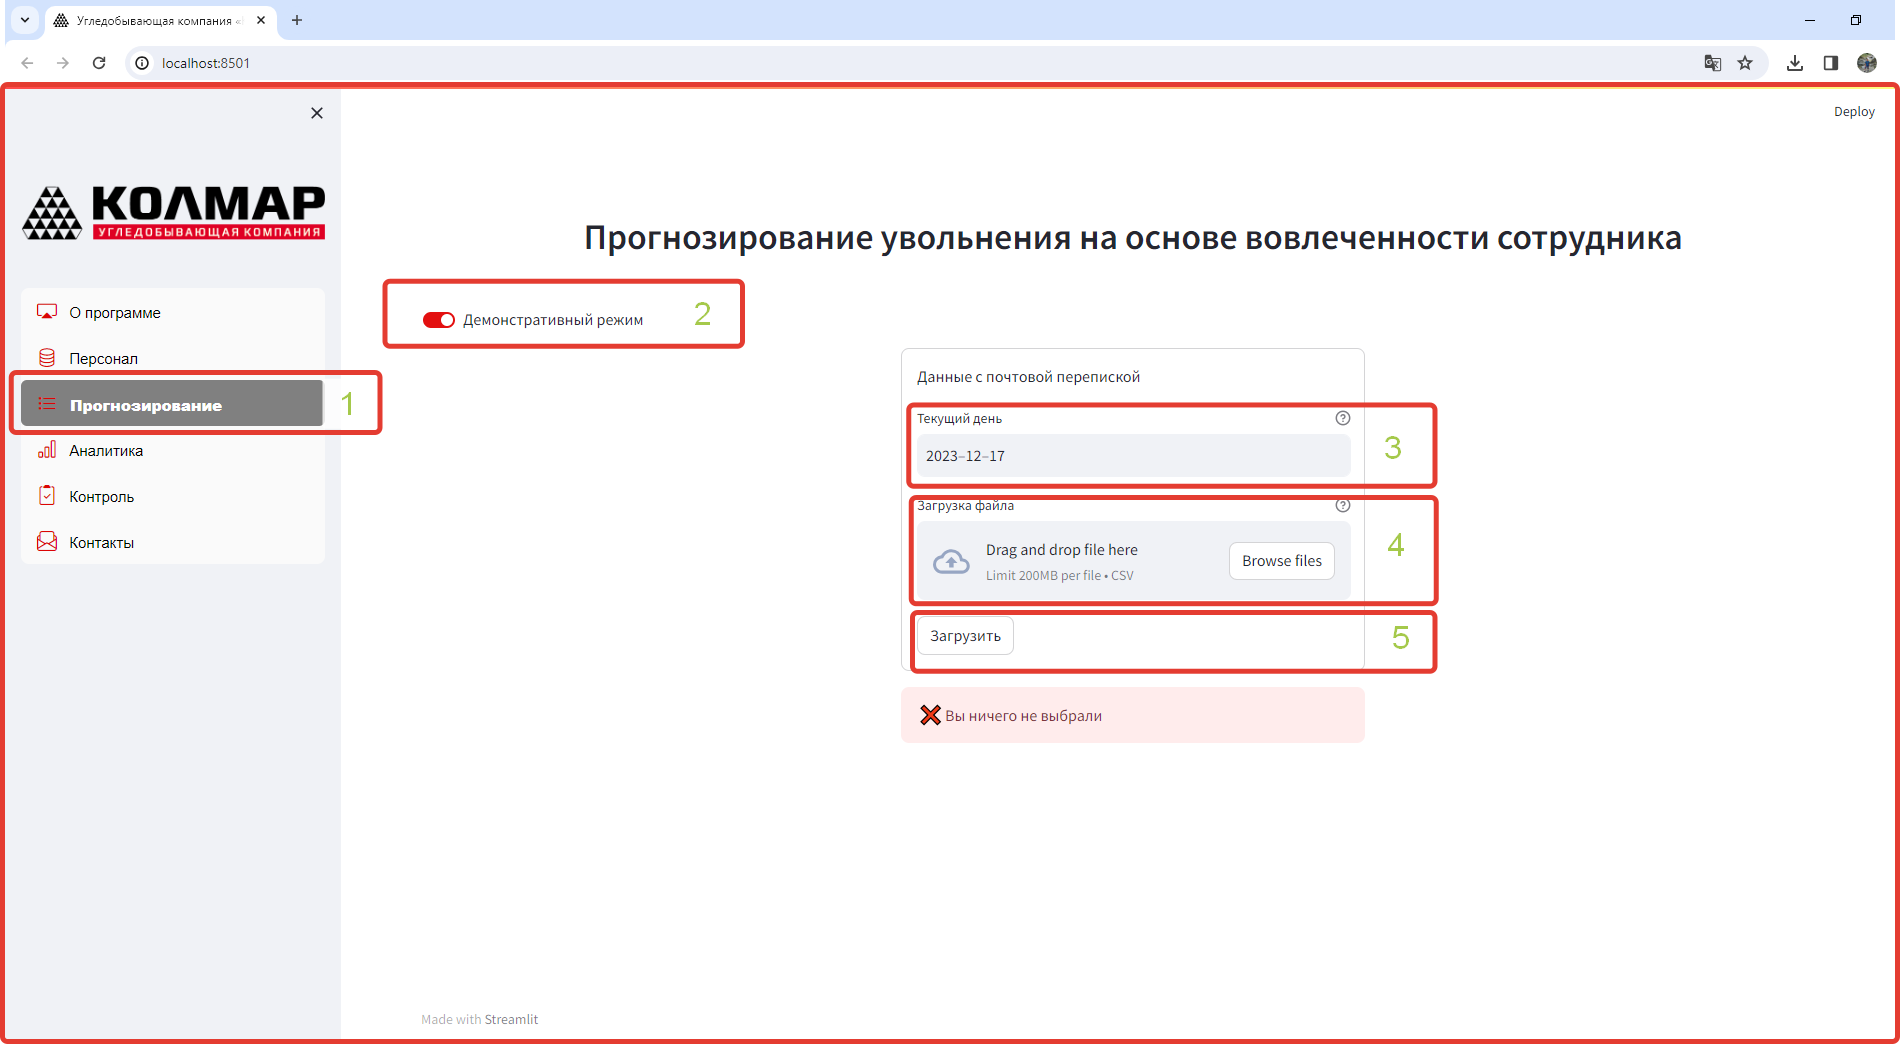 Угледобывающая компания «
localhost:8501
Deploy
КОЛМАР
УГЛЕДОБЫВАЮЩАЯ КОМПАНИЯ
О программе
Персонал
Прогнозирование
1
Аналитика
Контроль
Контакты
Прогнозирование увольнения на основе вовлеченности сотрудника
Демонстративный режим
2
Данные с почтовой перепиской
Текущий день
2023–12–17
3
Загрузка файла
Drag and drop file here
Limit 200MB per file • CSV
Browse files
4
Загрузить
5
Вы ничего не выбрали
Made with Streamlit